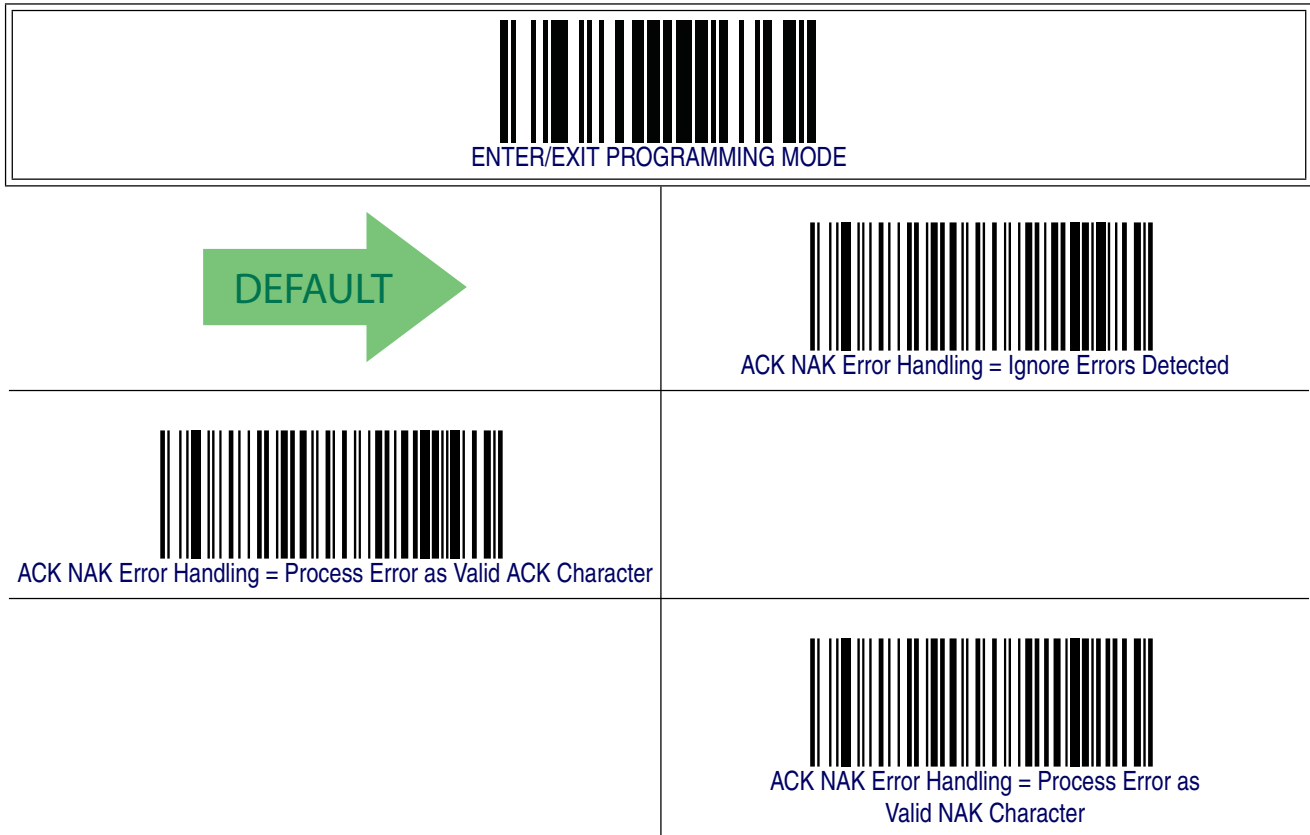 ENTER/EXIT PROGRAMMING MODE
DEFAULT
ACK NAK Error Handling = Ignore Errors Detected
ACK NAK Error Handling = Process Error as Valid ACK Character
ACK NAK Error Handling = Process Error as
Valid NAK Character